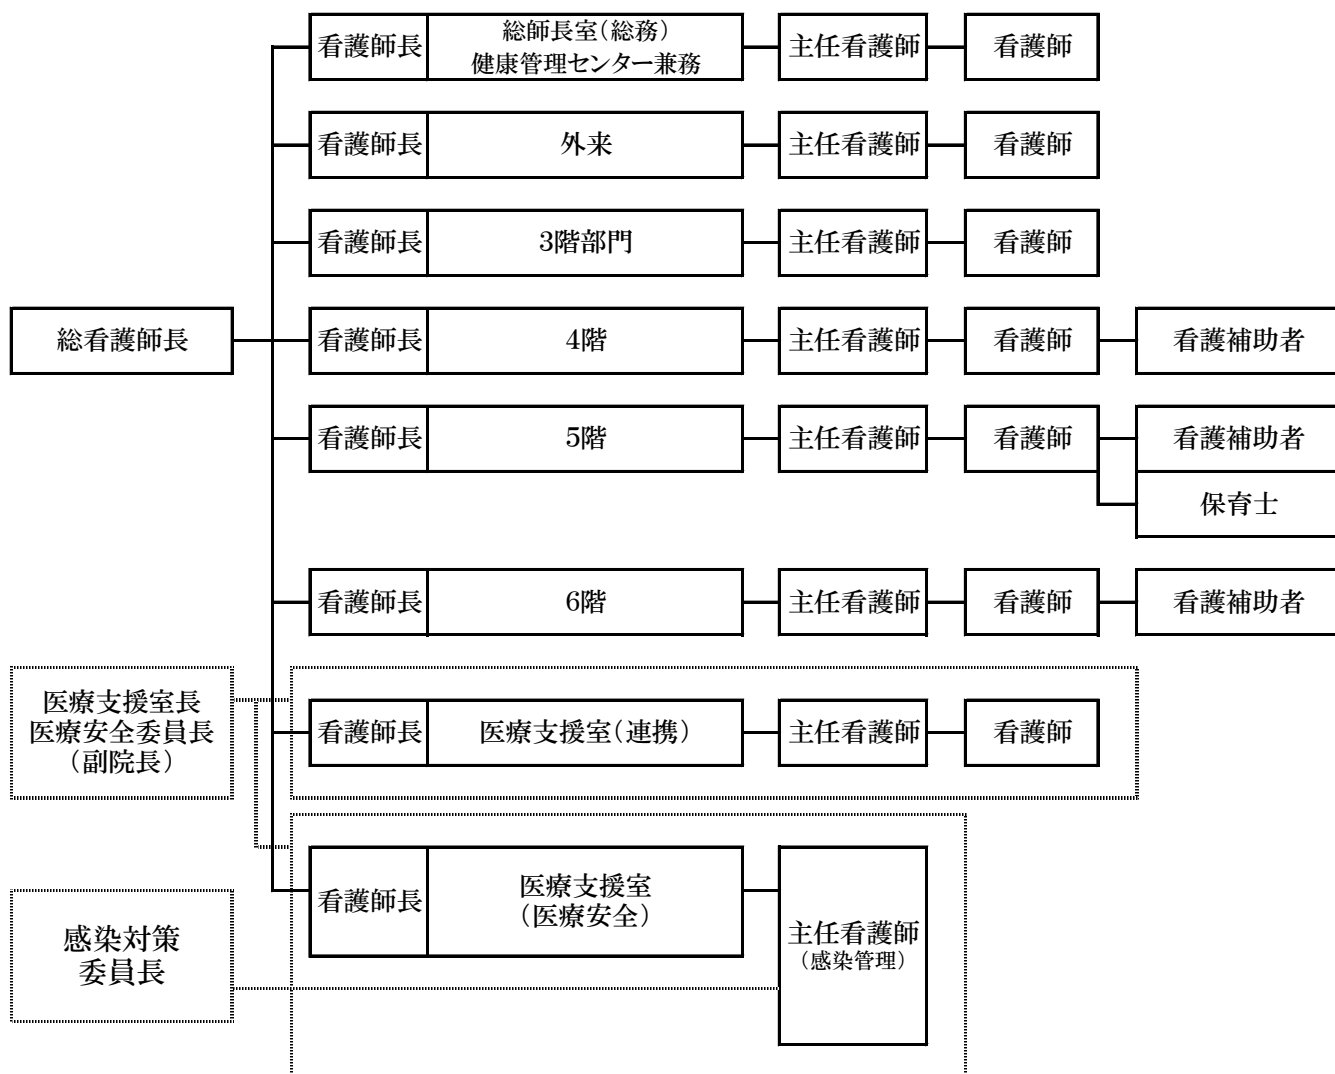 看護師長
総師長室（総務）
健康管理センター兼務
主任看護師
看護師
看護師長
外来
主任看護師
看護師
看護師長
3階部門
主任看護師
看護師
総看護師長
看護師長
4階
主任看護師
看護師
看護補助者
看護師長
5階
主任看護師
看護師
看護補助者
保育士
看護師長
6階
主任看護師
看護師
看護補助者
医療支援室長
医療安全委員長
（副院長）
看護師長
医療支援室（連携）
主任看護師
看護師
看護師長
医療支援室
（医療安全）
主任看護師
（感染管理）
感染対策
委員長